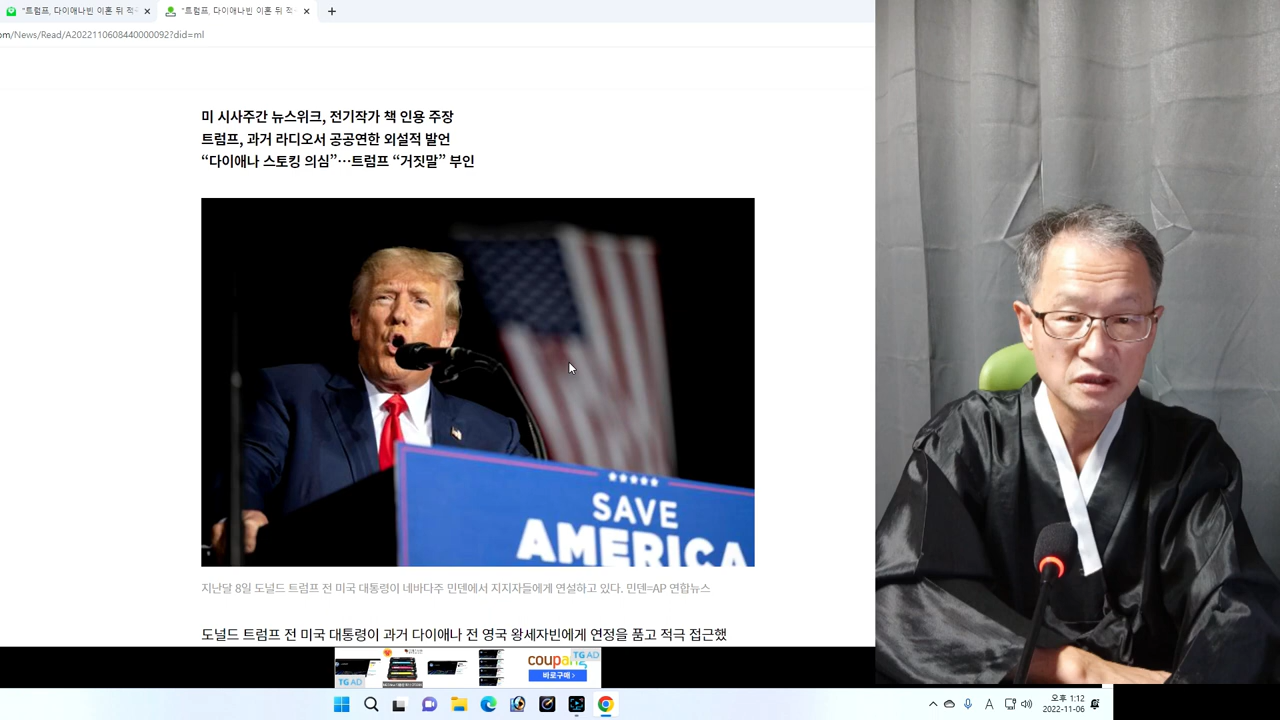 "트럼프, 다이애나빈 이혼 뒤 적
"트럼프, 다이애나빈 이혼 뒤 적
om/News/Read/A2022110608440000092?did=ml
미 시사주간 뉴스위크, 전기작가 책 인용 주장
트럼프, 과거 라디오서 공공연한 외설적 발언
“다이애나 스토킹 의심”…트럼프 “거짓말” 부인
SAVE
AMERICA
지난달 8일 도널드 트럼프 전 미국 대통령이 네바다주 민덴에서 지지자들에게 연설하고 있다. 민덴=AP 연합뉴스
도널드 트럼프 전 미국 대통령이 과거 다이애나 전 영국 왕세자빈에게 연정을 품고 적극 접근했
TG AD
coupang
TG AD
바로구매 >
A
오후 1:12
2022-11-06